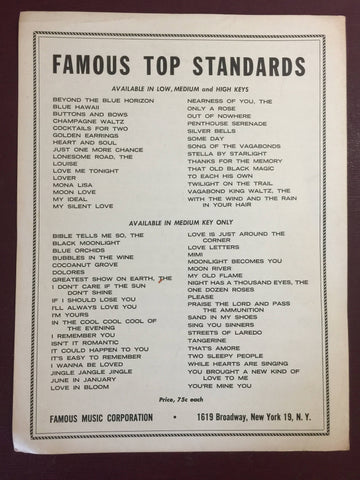 FAMOUS TOP STANDARDS
AVAILABLE IN LOW, MEDIUM and HIGH KEYS
BEYOND THE BLUE HORIZON
BLUE HAWAII
BUTTONS AND BOWS
CHAMPAGNE WALTZ
COCKTAILS FOR TWO
GOLDEN EARRINGS
HEART AND SOUL
JUST ONE MORE CHANCE
LONESOME ROAD, THE
LOUISE
LOVE ME TONIGHT
LOVER
MONA LISA
MOON LOVE
MY IDEAL
MY SILENT LOVE
NEARNESS OF YOU, THE
ONLY A ROSE
OUT OF NOWHERE
PENTHOUSE SERENADE
SILVER BELLS
SOME DAY
SONG OF THE VAGABONDS
STELLA BY STARLIGHT
THANKS FOR THE MEMORY
THAT OLD BLACK MAGIC
TO EACH HIS OWN
TWILIGHT ON THE TRAIL
VAGABOND KING WALTZ, THE
WITH THE WIND AND THE RAIN
IN YOUR HAIR
AVAILABLE IN MEDIUM KEY ONLY
BIBLE TELLS ME SO, THE
BLACK MOONLIGHT
BLUE ORCHIDS
BUBBLES IN THE WINE
COCOANUT GROVE
DOLORES
GREATEST SHOW ON EARTH, THE
I DON'T CARE IF THE SUN
DON'T SHINE
IF I SHOULD LOSE YOU
I'LL ALWAYS LOVE YOU
I'M YOURS
IN THE COOL COOL COOL OF
THE EVENING
I REMEMBER YOU
ISN'T IT ROMANTIC
IT COULD HAPPEN TO YOU
IT'S EASY TO REMEMBER
I WANNA BE LOVED
JINGLE JANGLE JINGLE
JUNE IN JANUARY
LOVE IN BLOOM
LOVE IS JUST AROUND THE
CORNER
LOVE LETTERS
MIMI
MOONLIGHT BECOMES YOU
MOON RIVER
MY OLD FLAME
NIGHT HAS A THOUSAND EYES, THE
ONE DOZEN ROSES
PLEASE
PRAISE THE LORD AND PASS
THE AMMUNITION
SAND IN MY SHOES
SING YOU SINNERS
STREETS OF LAREDO
TANGERINE
THAT'S AMORE
TWO SLEEPY PEOPLE
WHILE HEARTS ARE SINGING
YOU BROUGHT A NEW KIND OF
LOVE TO ME
YOU'RE MINE YOU
Price, 75c each
FAMOUS MUSIC CORPORATION • 1619 Broadway, New York 19, N. Y.